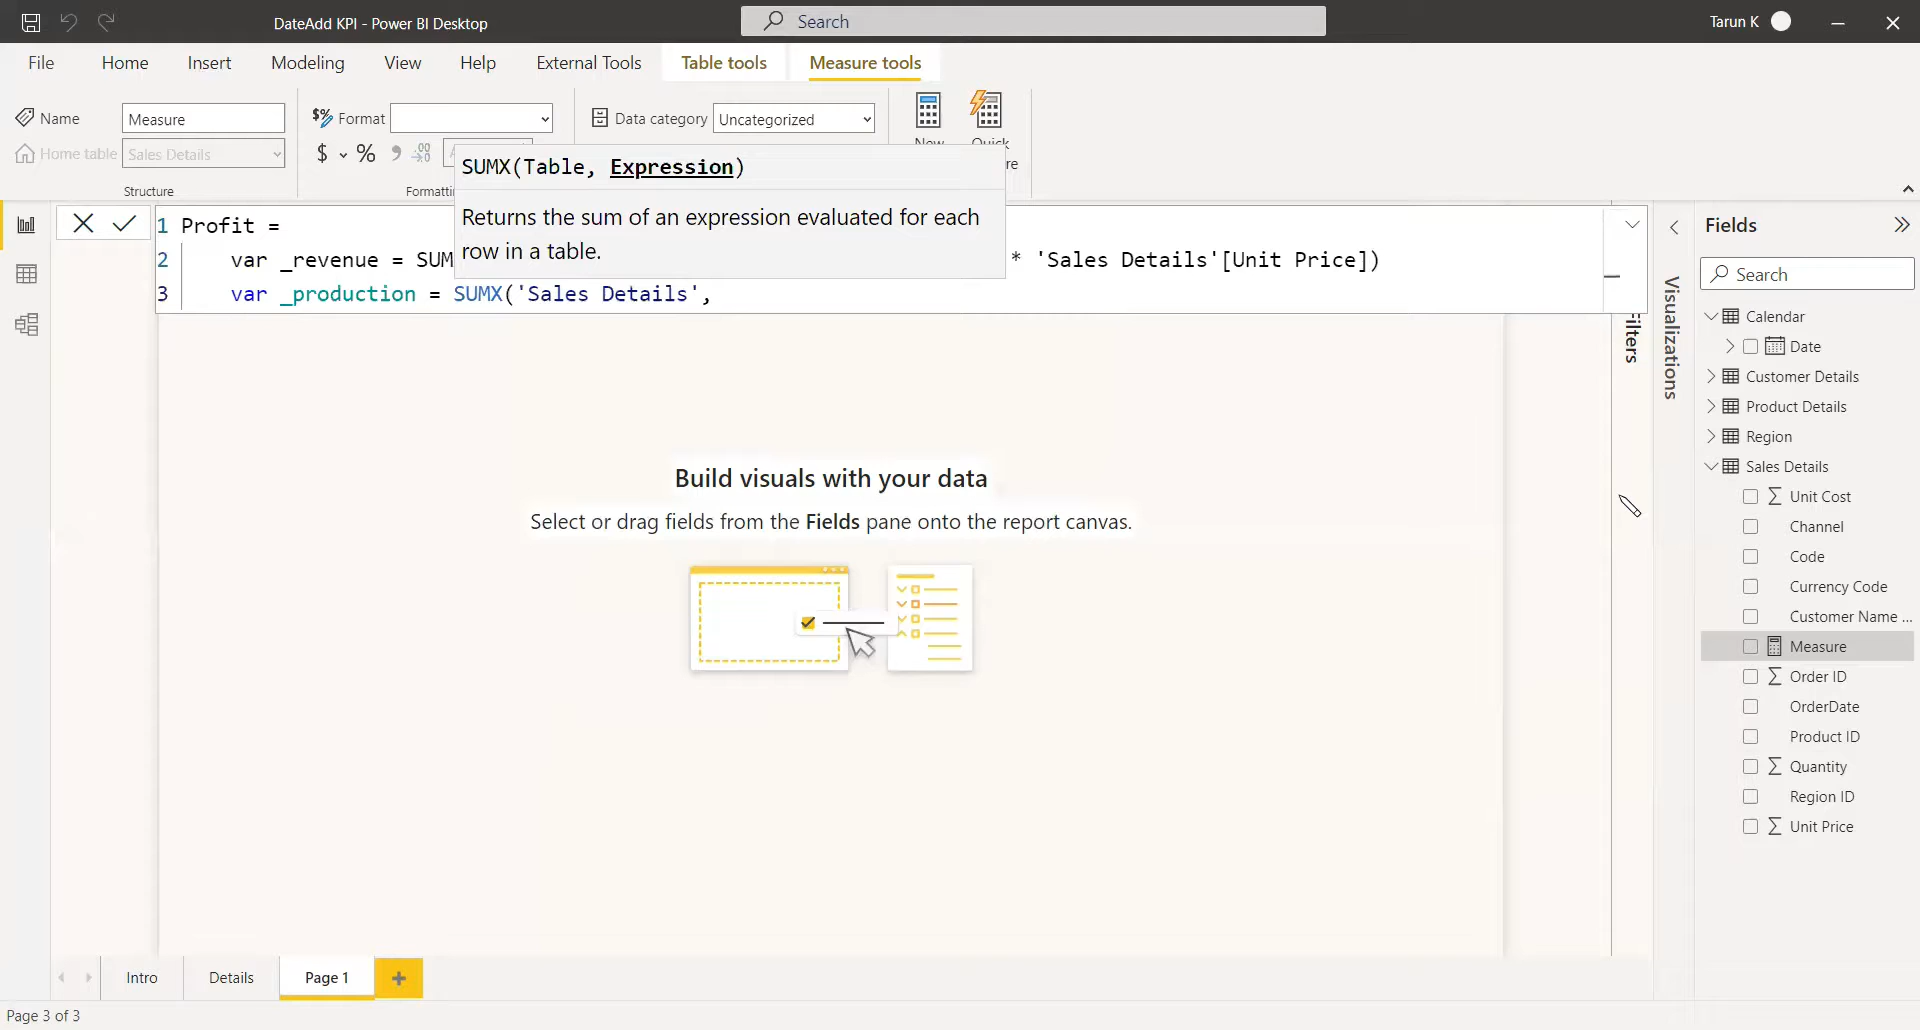 DateAdd KPI - Power BI Desktop
Search
Tarun K
File
Home
Insert
Modeling
View
Help
External Tools
Table tools
Measure tools
Name
Measure
Format
Data category
Uncategorized
Home table
Sales Details
$
%
Structure
SUMX(Table, Expression)
Returns the sum of an expression evaluated for each
row in a table.
1 Profit =
2 var _revenue = SUM * 'Sales Details'[Unit Price])
3 var _production = SUMX('Sales Details',
Build visuals with your data
Select or drag fields from the Fields pane onto the report canvas.
Visualizations
Fields
Search
Calendar
Date
Customer Details
Product Details
Region
Sales Details
Unit Cost
Channel
Code
Currency Code
Customer Name ...
Measure
Order ID
OrderDate
Product ID
Quantity
Region ID
Unit Price
Intro
Details
Page 1
Page 3 of 3